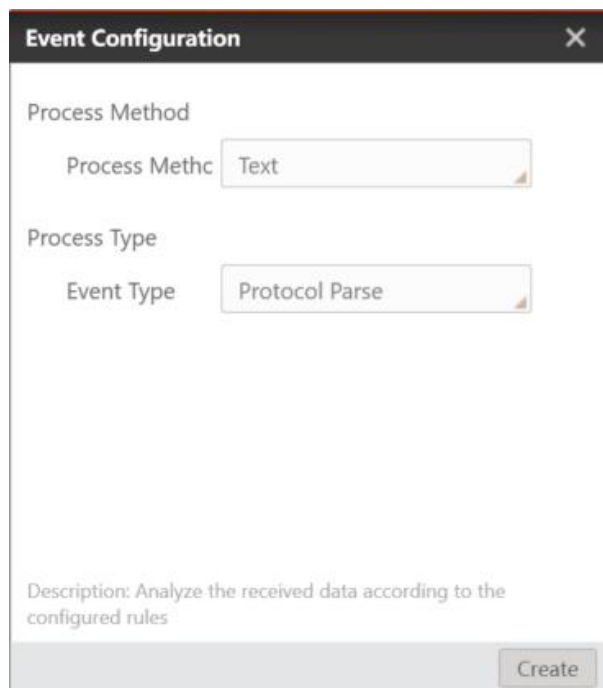 Event Configuration
Process Method
Process Methc Text
Process Type
Event Type Protocol Parse
Description: Analyze the received data according to the
configured rules
Create